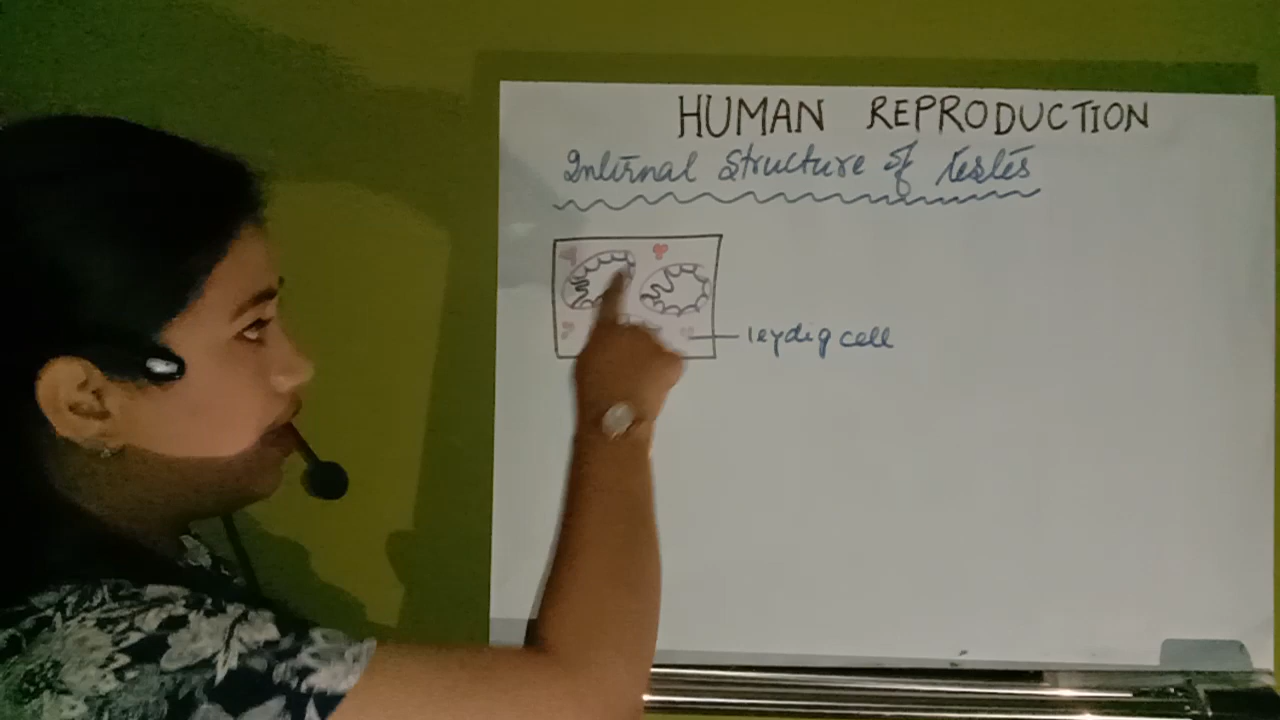 HUMAN REPRODUCTION
Internal Structure of testes
leydig cell